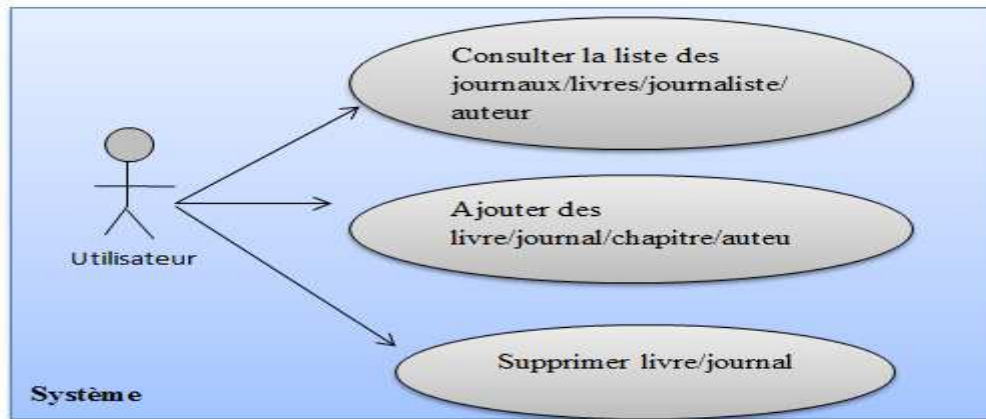 Consulter la liste des
journaux/livres/journaliste/
auteur
Ajouter des
livre/journal/chapitre/auteu
Utilisateur
Supprimer livre/journal
Système